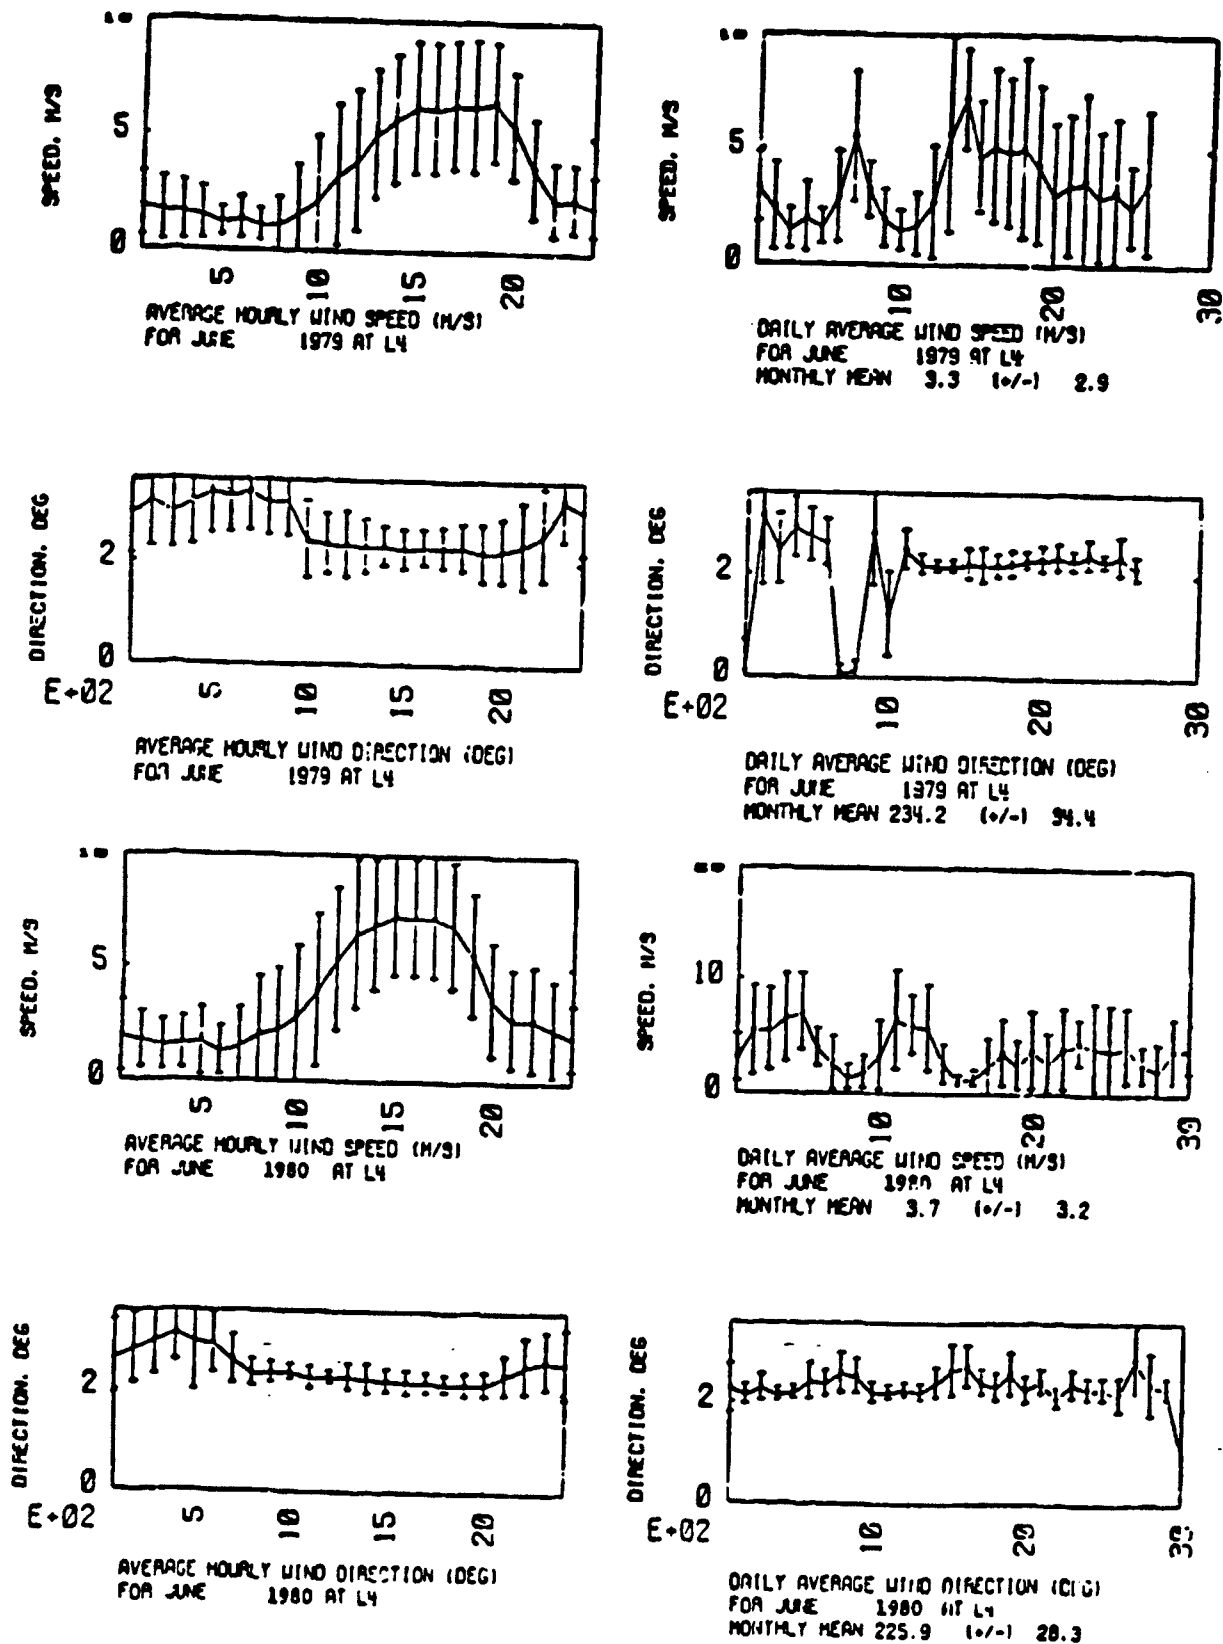 10
SPEED. M/S
5
0
5 10 15 20
AVERAGE HOURLY WIND SPEED (M/S)
FOR JUNE 1979 AT L4
10
SPEED. M/S
5
0
10 20 30
DAILY AVERAGE WIND SPEED (M/S)
FOR JUNE 1979 AT L4
MONTHLY MEAN 3.3 (+/-) 2.9
DIRECTION. DEG
2
0
E+02
5 10 15 20
AVERAGE HOURLY WIND DIRECTION (DEG)
FOR JUNE 1979 AT L4
DIRECTION. DEG
2
0
E+02
10 20 30
DAILY AVERAGE WIND DIRECTION (DEG)
FOR JUNE 1979 AT L4
MONTHLY MEAN 234.2 (+/-) 94.4
10
SPEED. M/S
5
0
5 10 15 20
AVERAGE HOURLY WIND SPEED (M/S)
FOR JUNE 1980 AT L4
SPEED. M/S
10
0
10 20 30
DAILY AVERAGE WIND SPEED (M/S)
FOR JUNE 1980 AT L4
MONTHLY MEAN 3.7 (+/-) 3.2
DIRECTION. DEG
2
0
E+02
5 10 15 20
AVERAGE HOURLY WIND DIRECTION (DEG)
FOR JUNE 1980 AT L4
DIRECTION. DEG
2
0
E+02
10 20 30
DAILY AVERAGE WIND DIRECTION (DEG)
FOR JUNE 1980 AT L4
MONTHLY MEAN 225.9 (+/-) 28.3